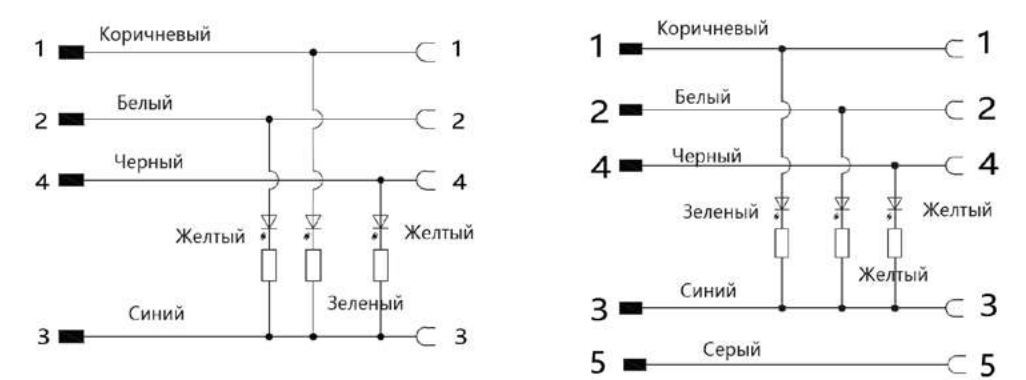 Коричневый
1 1
Белый
2 2
Черный
4 4
Желтый Желтый
Зеленый
Синий
3 3
Коричневый
1 1
Белый
2 2
Черный
4 4
Зеленый Желтый
Желтый
Синий
3 3
Серый
5 5